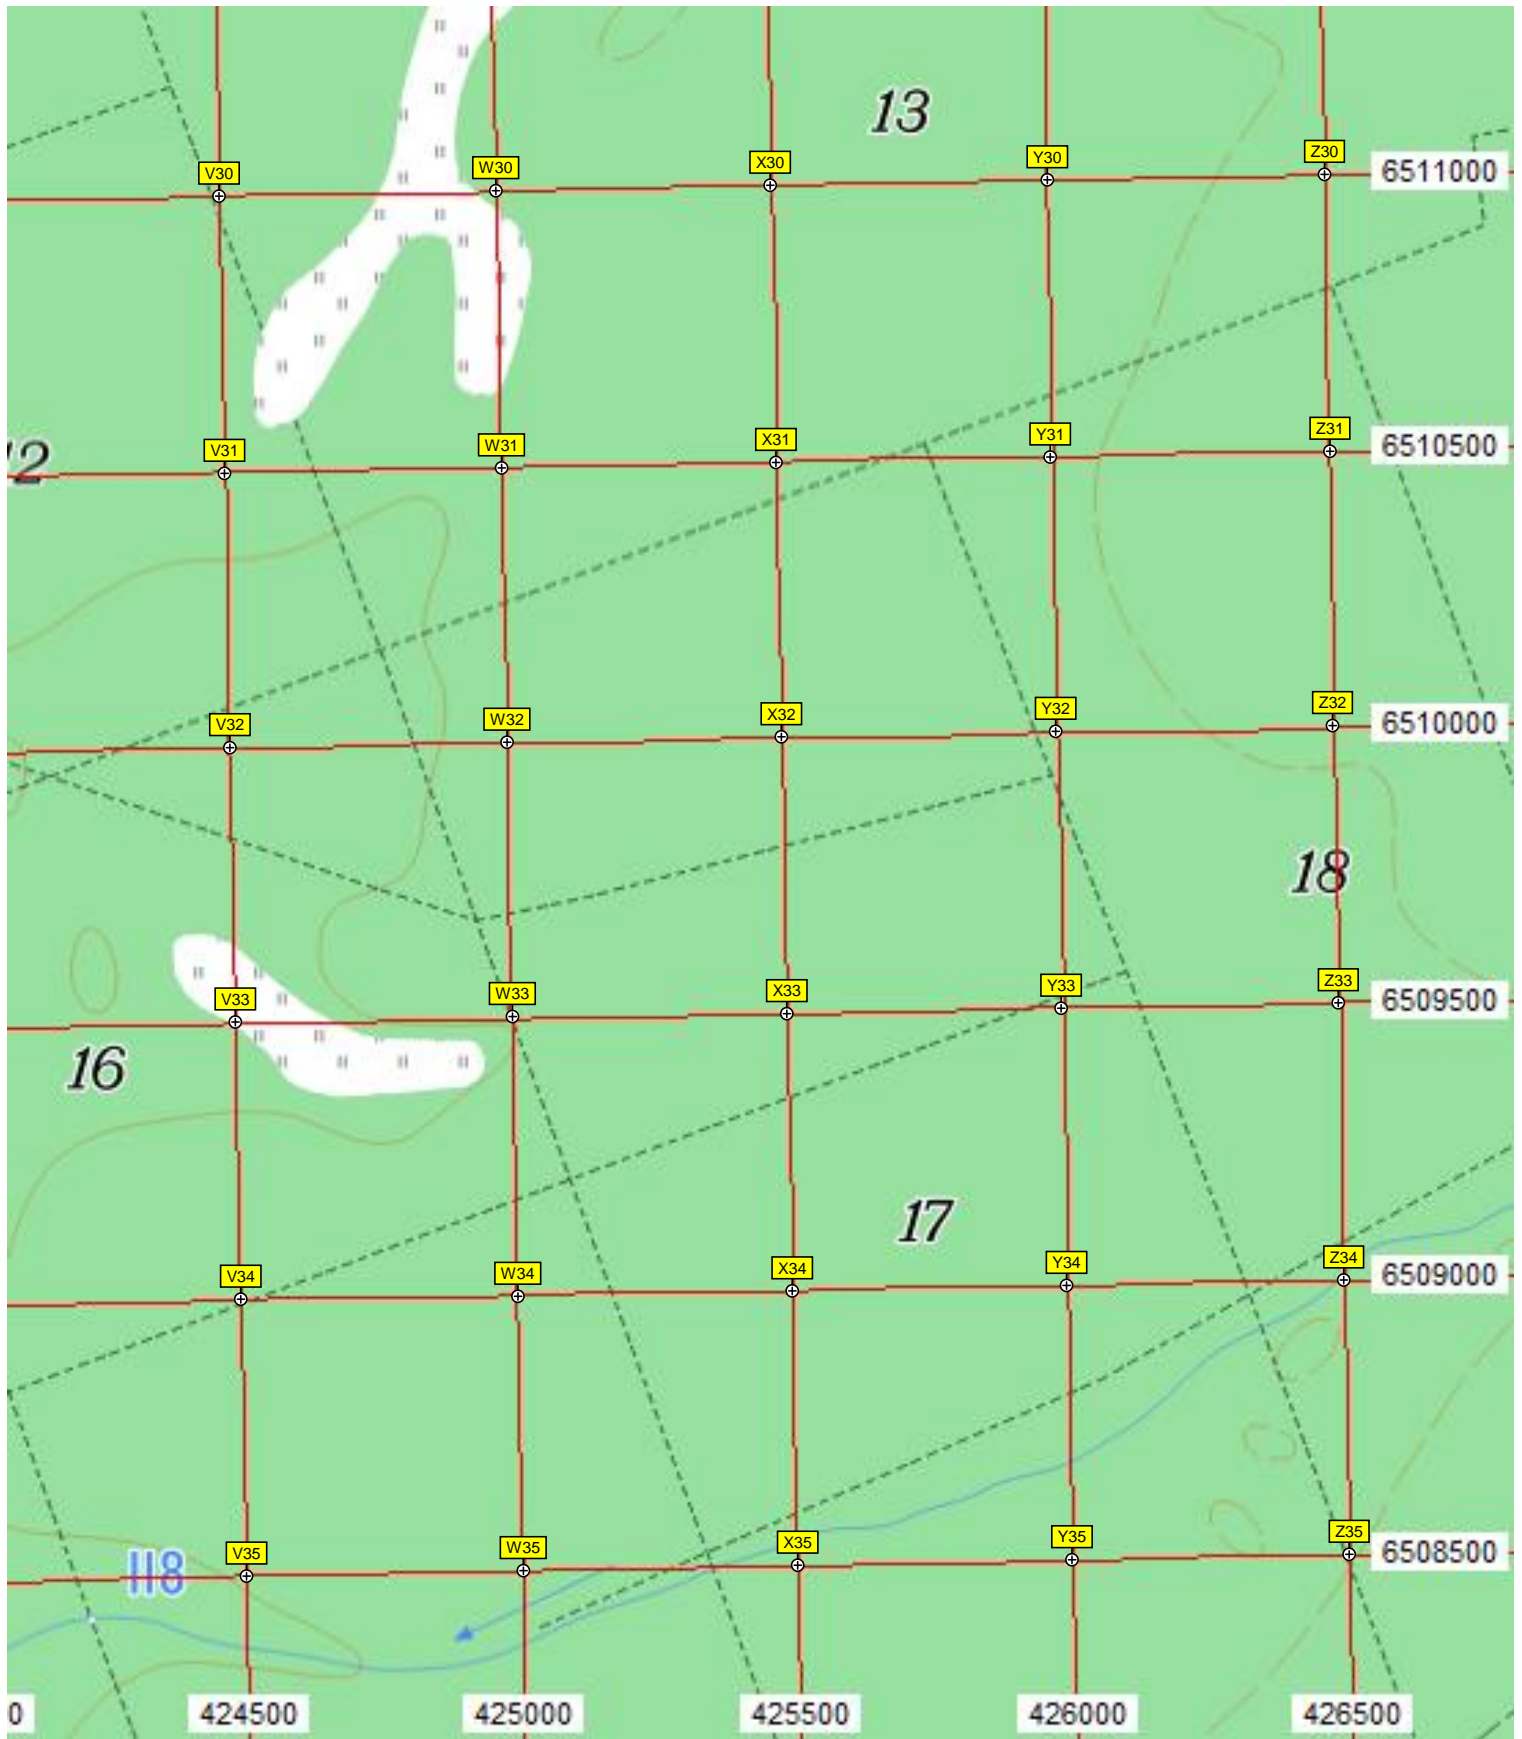 13
V30 W30 X30 Y30 Z30 6511000
12
V31 W31 X31 Y31 Z31 6510500
V32 W32 X32 Y32 Z32 6510000
18
V33 W33 X33 Y33 Z33 6509500
16
17
V34 W34 X34 Y34 Z34 6509000
V35 W35 X35 Y35 Z35 6508500
118
0 424500 425000 425500 426000 426500